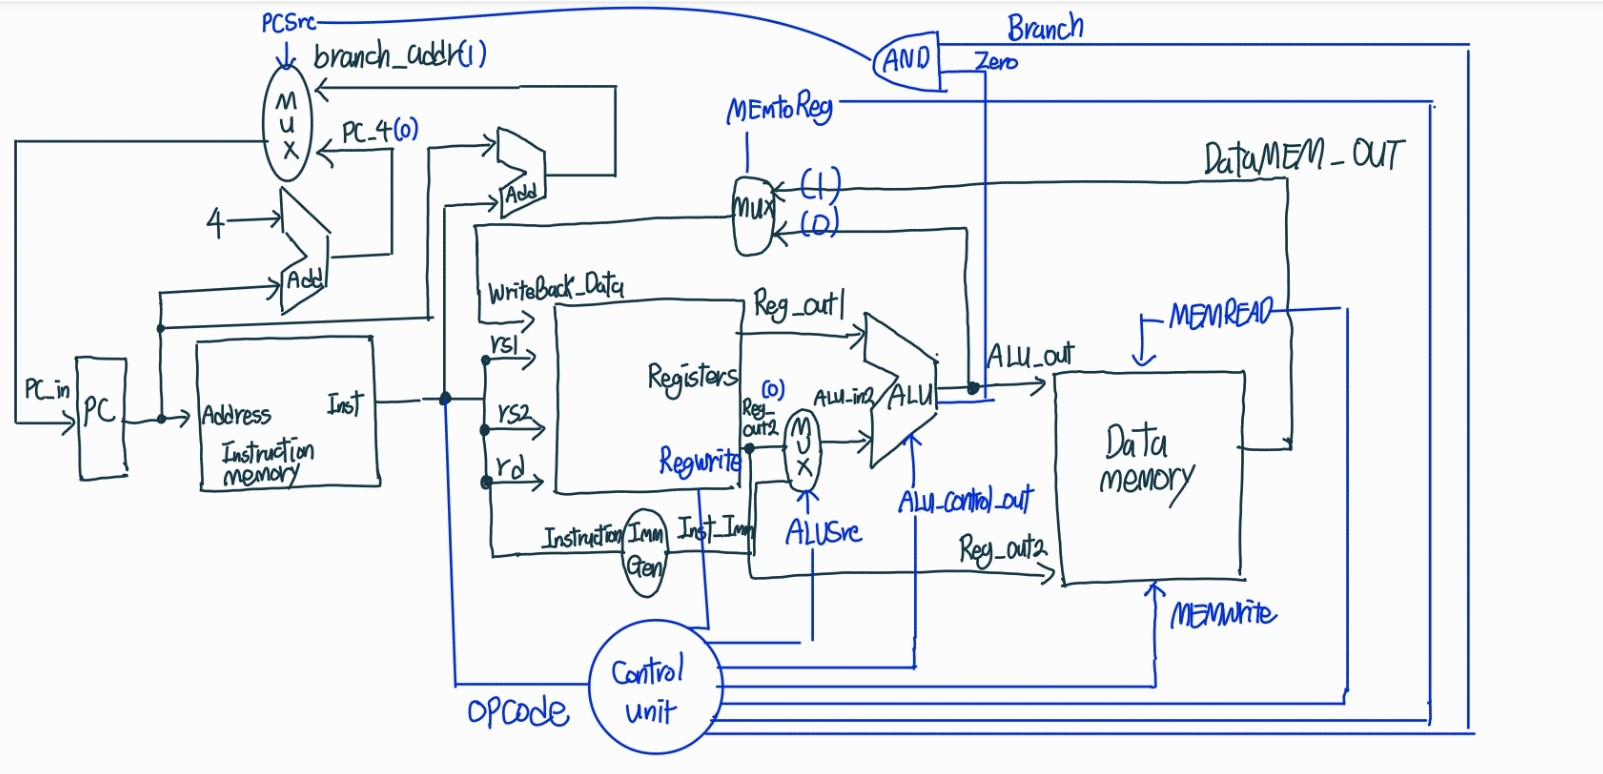 PCSrc
Branch
branch_addr(1)
AND
Zero
MUX
MEMtoReg
PC_4(0)
DataMEM_OUT
(1)
Add
MUX
(0)
4
Add
WriteBack_Data
Reg_out1
MEMREAD
rs1
ALU_out
PC_in
PC
Inst
Registers
(0)
ALU_in2
ALU
Address
rs2
Reg_
out2
MUX
Instruction
memory
Data
memory
Regwrite
rd
ALU_control_out
Instruction
Imm
Gen
Inst_Imm
ALUSrc
Reg_out2
MEMWrite
Control
unit
OPCode